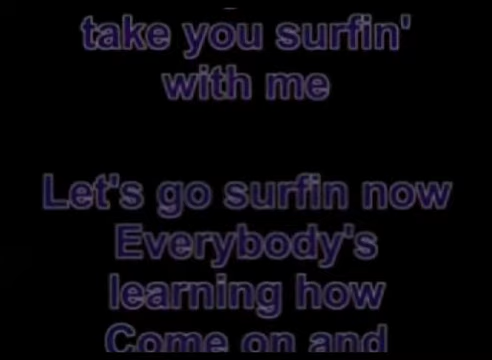 take you surfin'
with me
Let's go surfin now
Everybody's
learning how
Come on and